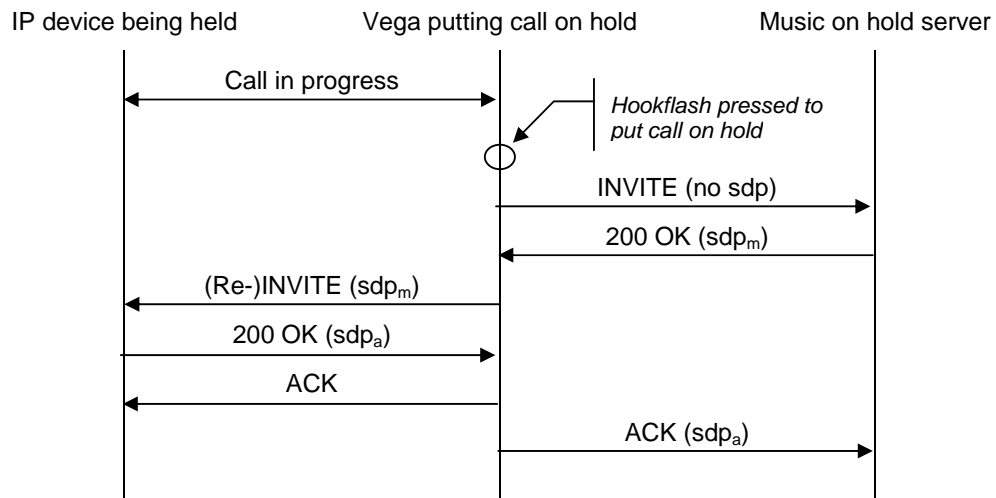 IP device being held
Vega putting call on hold
Music on hold server
Call in progress
Hookflash pressed to
put call on hold
INVITE (no sdp)
200 OK (sdpm)
(Re-)INVITE (sdpm)
200 OK (sdpa)
ACK
ACK (sdpa)